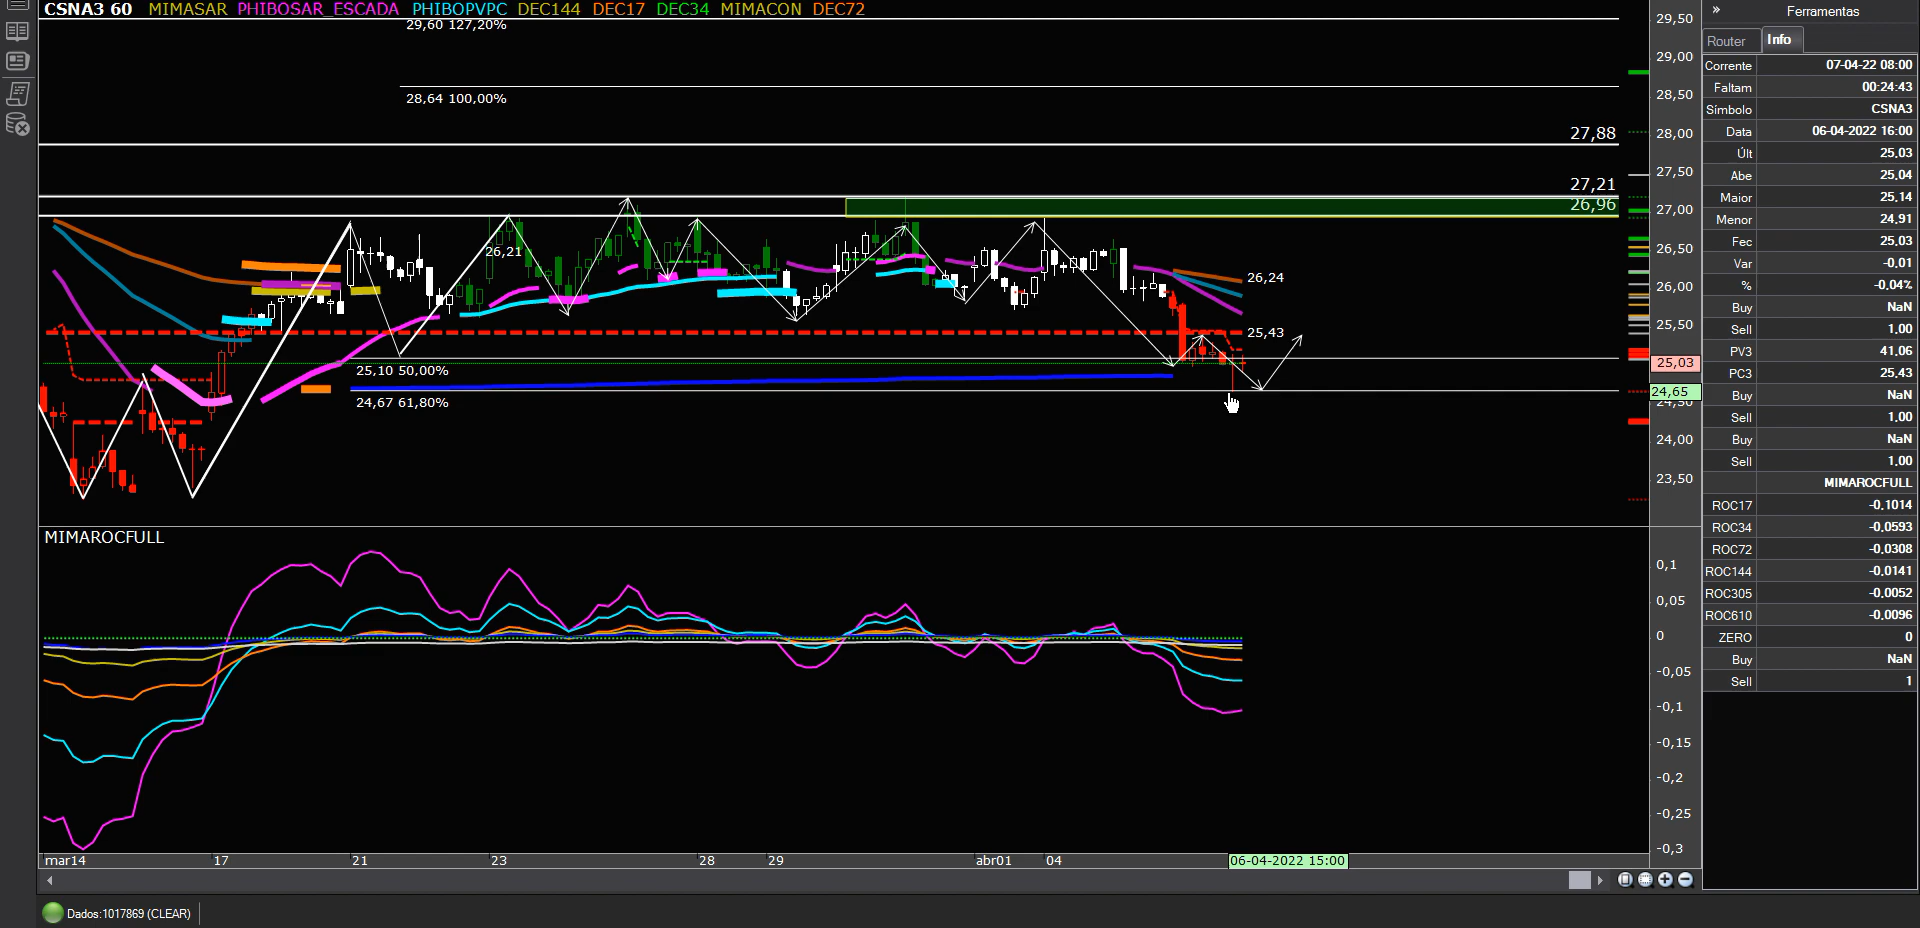 CSNA3 60 MIMASAR PHIBOSAR_ESCADA PHIBOPVPC DEC144 DEC17 DEC34 MIMACON DEC72
29,60 127,20%
28,64 100,00%
27,88
27,21
26,96
26,21
26,24
25,43
25,10 50,00%
24,67 61,80%
29,50
29,00
28,50
28,00
27,50
27,00
26,50
26,00
25,50
25,03
24,65
24,50
24,00
23,50
MIMAROCFULL
0,1
0,05
0
-0,05
-0,1
-0,15
-0,2
-0,25
-0,3
mar14 17 21 23 28 29 abr01 04 06-04-2022 15:00
Dados:1017869 (CLEAR)
» Ferramentas
Router Info
Corrente 07-04-22 08:00
Faltam 00:24:43
Símbolo CSNA3
Data 06-04-2022 16:00
Últ 25,03
Abe 25,04
Maior 25,14
Menor 24,91
Fec 25,03
Var -0,01
% -0,04%
Buy NaN
Sell 1,00
PV3 41,06
PC3 25,43
Buy NaN
Sell 1,00
Buy NaN
Sell 1,00
MIMAROCFULL
ROC17 -0,1014
ROC34 -0,0593
ROC72 -0,0308
ROC144 -0,0141
ROC305 -0,0052
ROC610 -0,0096
ZERO 0
Buy NaN
Sell 1